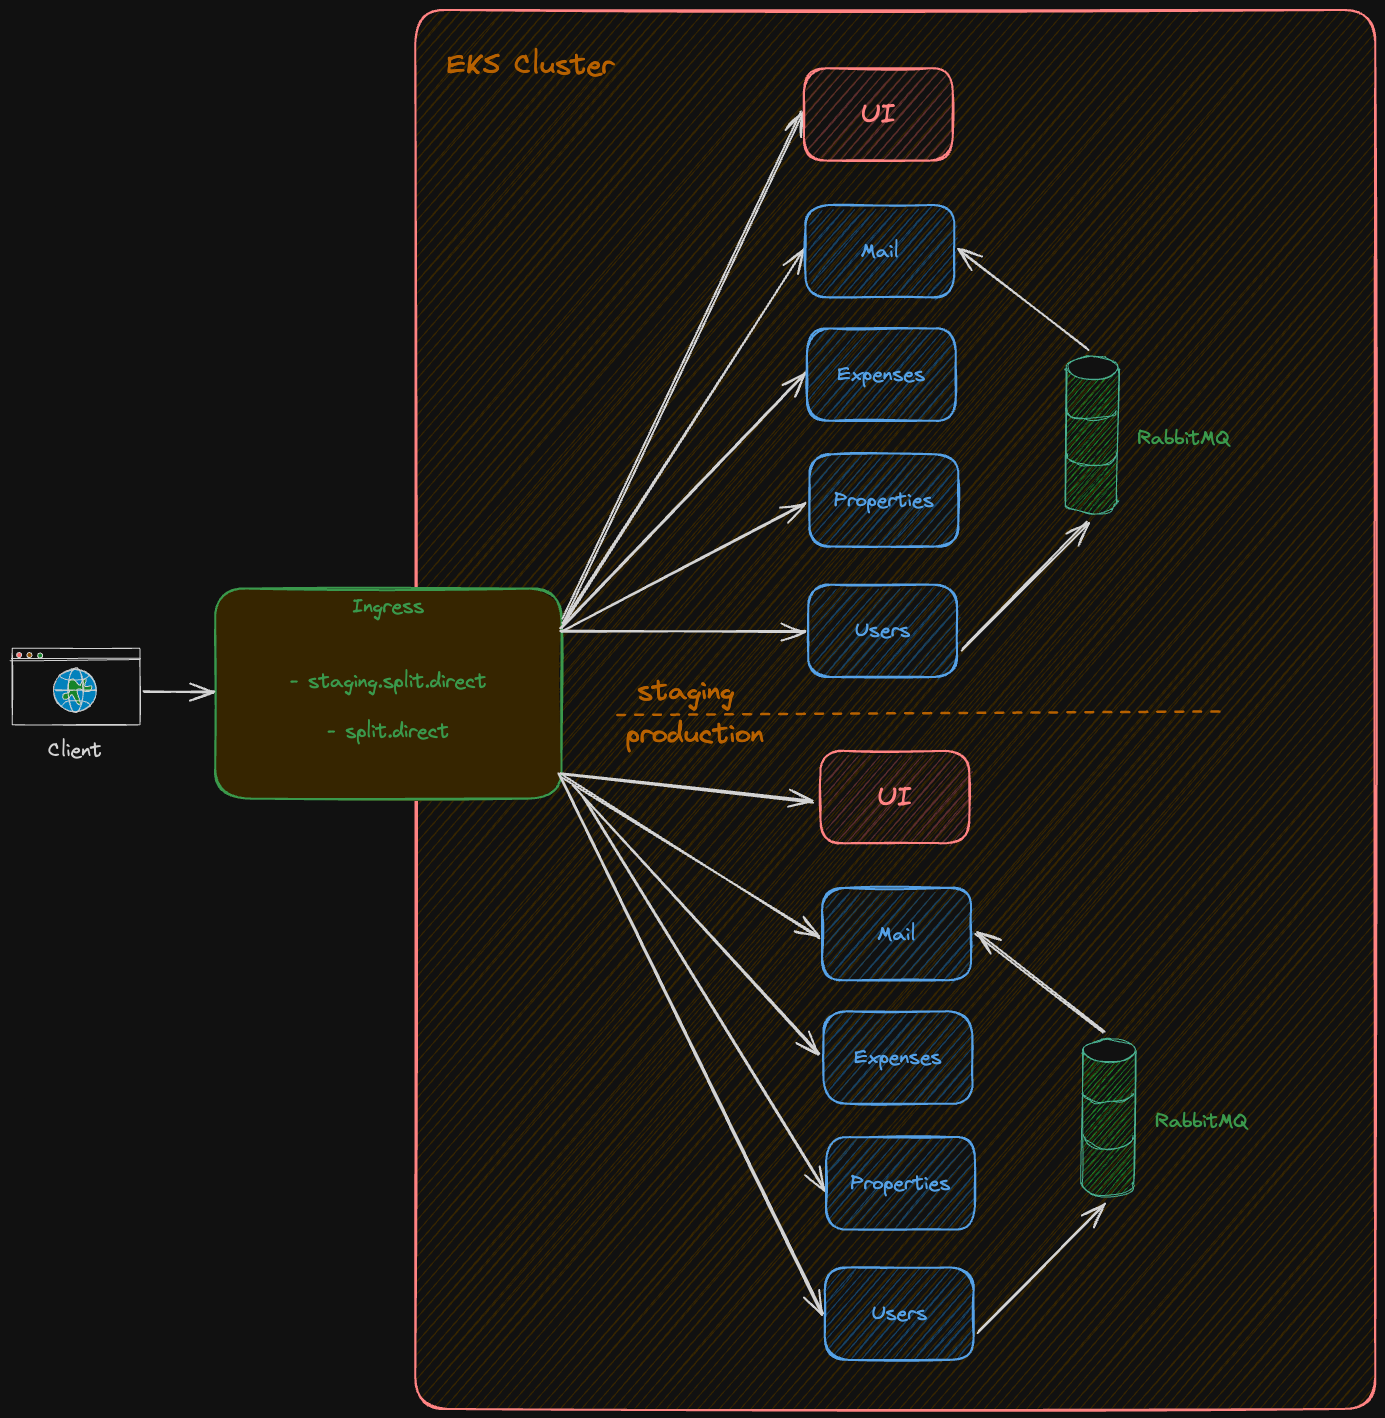 EKS Cluster
UI
Mail
Expenses
RabbitMQ
Properties
Ingress
Users
- staging.split.direct
staging
- split.direct
production
Client
UI
Mail
Expenses
RabbitMQ
Properties
Users